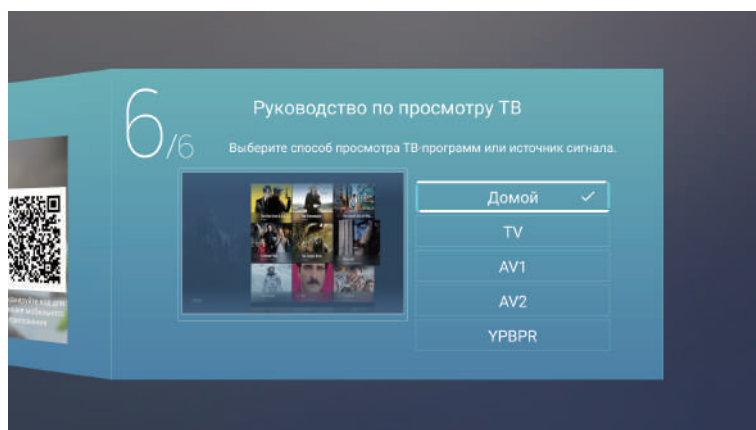 6/6
Руководство по просмотру ТВ
Выберите способ просмотра ТВ-программ или источник сигнала.
Домой
TV
AV1
AV2
YPBPR